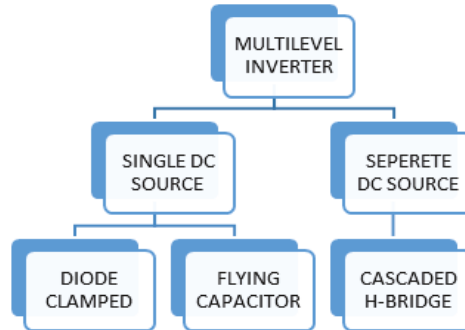 MULTILEVEL
INVERTER
SINGLE DC
SOURCE
SEPERETE
DC SOURCE
DIODE
CLAMPED
FLYING
CAPACITOR
CASCADED
H-BRIDGE